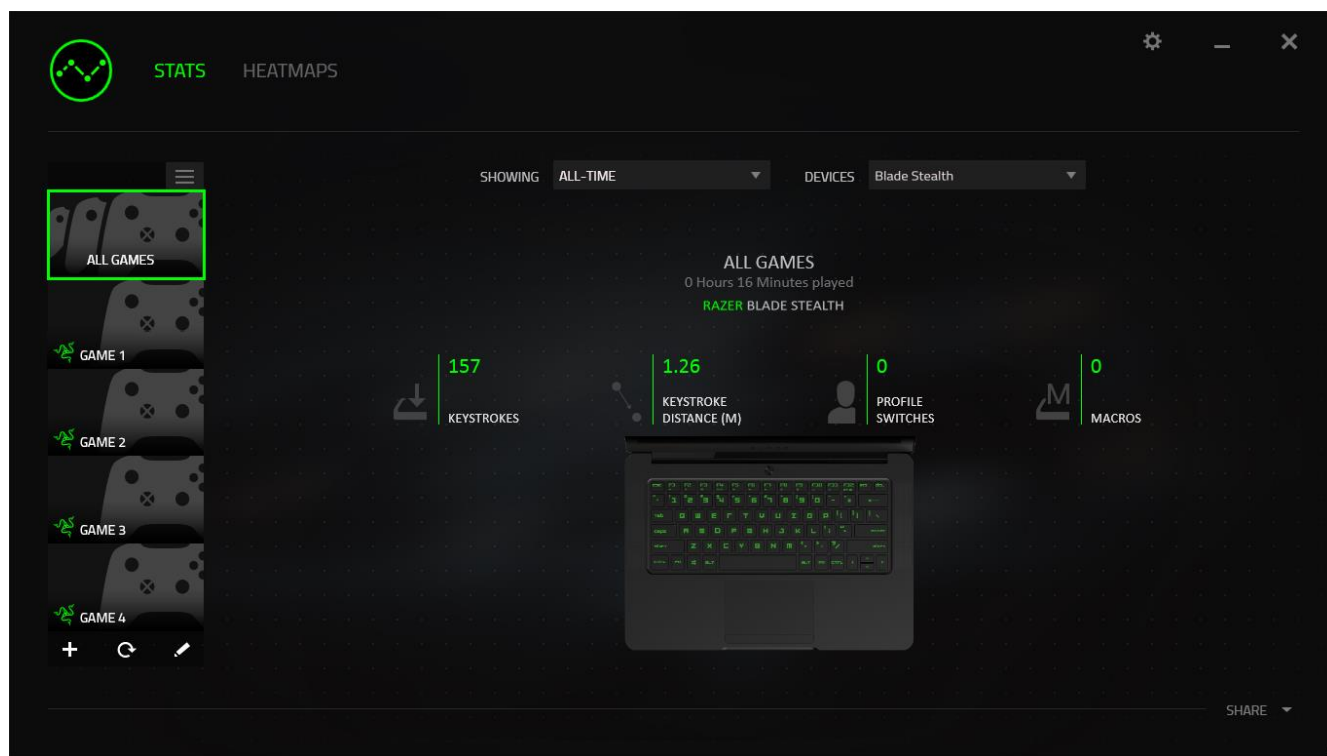 STATS HEATMAPS
SHOWING ALL-TIME DEVICES Blade Stealth
ALL GAMES
GAME 1
GAME 2
GAME 3
GAME 4
ALL GAMES
0 Hours 16 Minutes played
RAZER BLADE STEALTH
157
KEYSTROKES
1.26
KEYSTROKE
DISTANCE (M)
0
PROFILE
SWITCHES
M
0
MACROS
SHARE